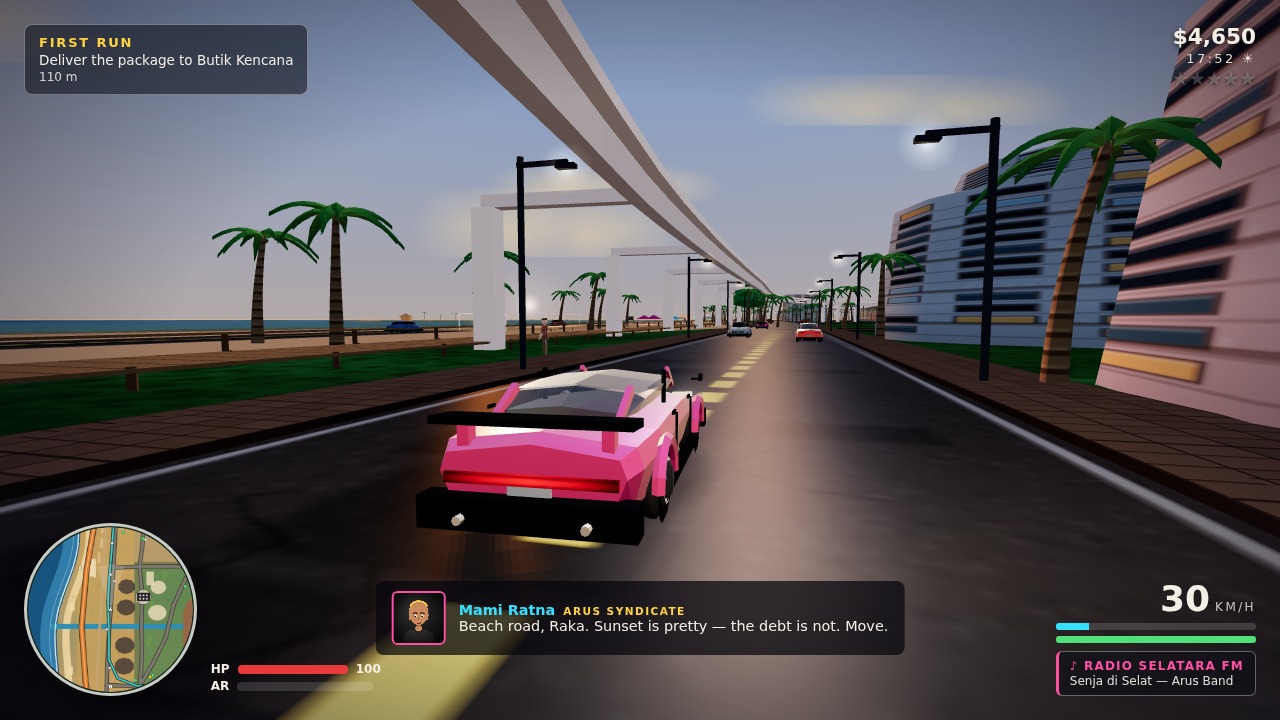 FIRST RUN
Deliver the package to Butik Kencana
110 m
$4,650
17:52 ☀
★★★★★
Mami Ratna ARUS SYNDICATE
Beach road, Raka. Sunset is pretty — the debt is not. Move.
HP 100
AR
30 KM/H
♪ RADIO SELATARA FM
Senja di Selat — Arus Band